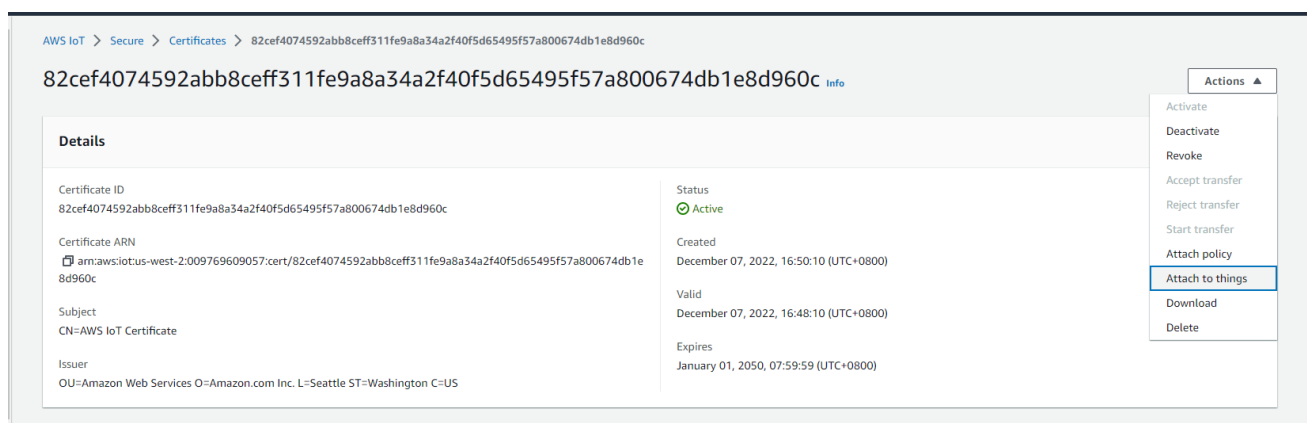 AWS IoT > Secure > Certificates > 82cef4074592abb8ceff311fe9a8a34a2f40f5d65495f57a800674db1e8d960c
82cef4074592abb8ceff311fe9a8a34a2f40f5d65495f57a800674db1e8d960c Info
Actions ▲
Activate
Deactivate
Revoke
Accept transfer
Reject transfer
Start transfer
Attach policy
Attach to things
Download
Delete
Details
Certificate ID
82cef4074592abb8ceff311fe9a8a34a2f40f5d65495f57a800674db1e8d960c
Certificate ARN
arn:aws:iot:us-west-2:009769609057:cert/82cef4074592abb8ceff311fe9a8a34a2f40f5d65495f57a800674db1e
8d960c
Subject
CN=AWS IoT Certificate
Issuer
OU=Amazon Web Services O=Amazon.com Inc. L=Seattle ST=Washington C=US
Status
Active
Created
December 07, 2022, 16:50:10 (UTC+0800)
Valid
December 07, 2022, 16:48:10 (UTC+0800)
Expires
January 01, 2050, 07:59:59 (UTC+0800)